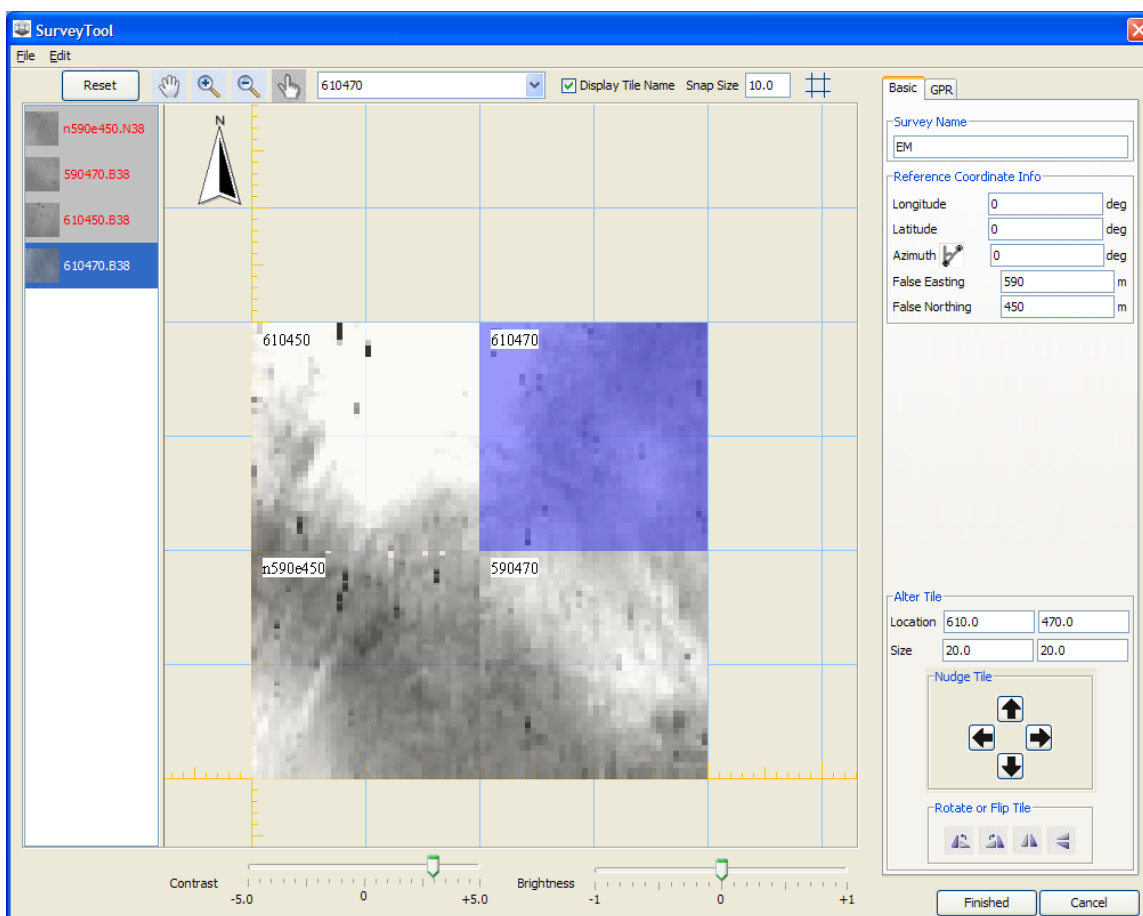 SurveyTool
File Edit
Reset 610470 Display Tile Name Snap Size 10.0
n590e450.N38
590470.B38
610450.B38
610470.B38
N
610450 610470
n590e450 590470
Contrast -5.0 0 +5.0
Brightness -1 0 +1
Basic GPR
Survey Name
EM
Reference Coordinate Info
Longitude 0 deg
Latitude 0 deg
Azimuth 0 deg
False Easting 590 m
False Northing 450 m
Alter Tile
Location 610.0 470.0
Size 20.0 20.0
Nudge Tile
Rotate or Flip Tile
Finished Cancel